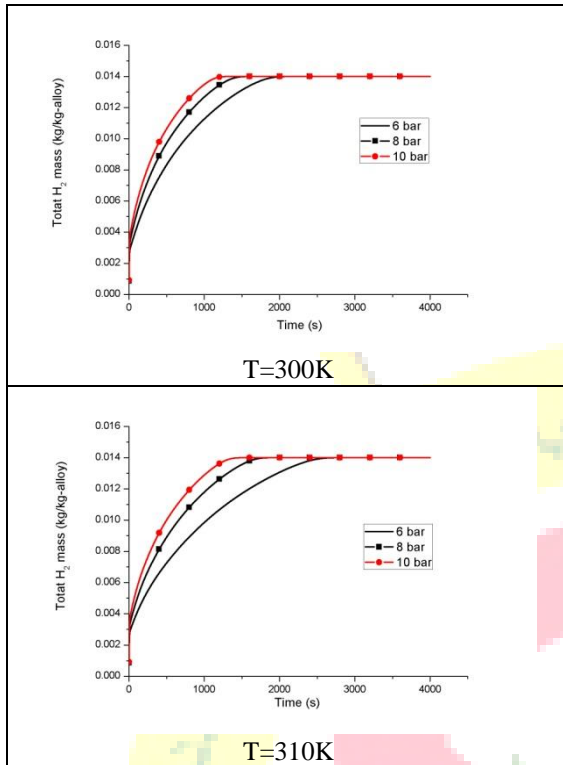 0.016
0.014
0.012
0.010
0.008
0.006
0.004
0.002
0.000
Totat H2 mass (kg/kg-alloy)
6 bar
8 bar
10 bar
0 1000 2000 3000 4000
Time (s)
T=300K
0.016
0.014
0.012
0.010
0.008
0.006
0.004
0.002
0.000
Totat H2 mass (kg/kg-alloy)
6 bar
8 bar
10 bar
0 1000 2000 3000 4000
Time (s)
T=310K